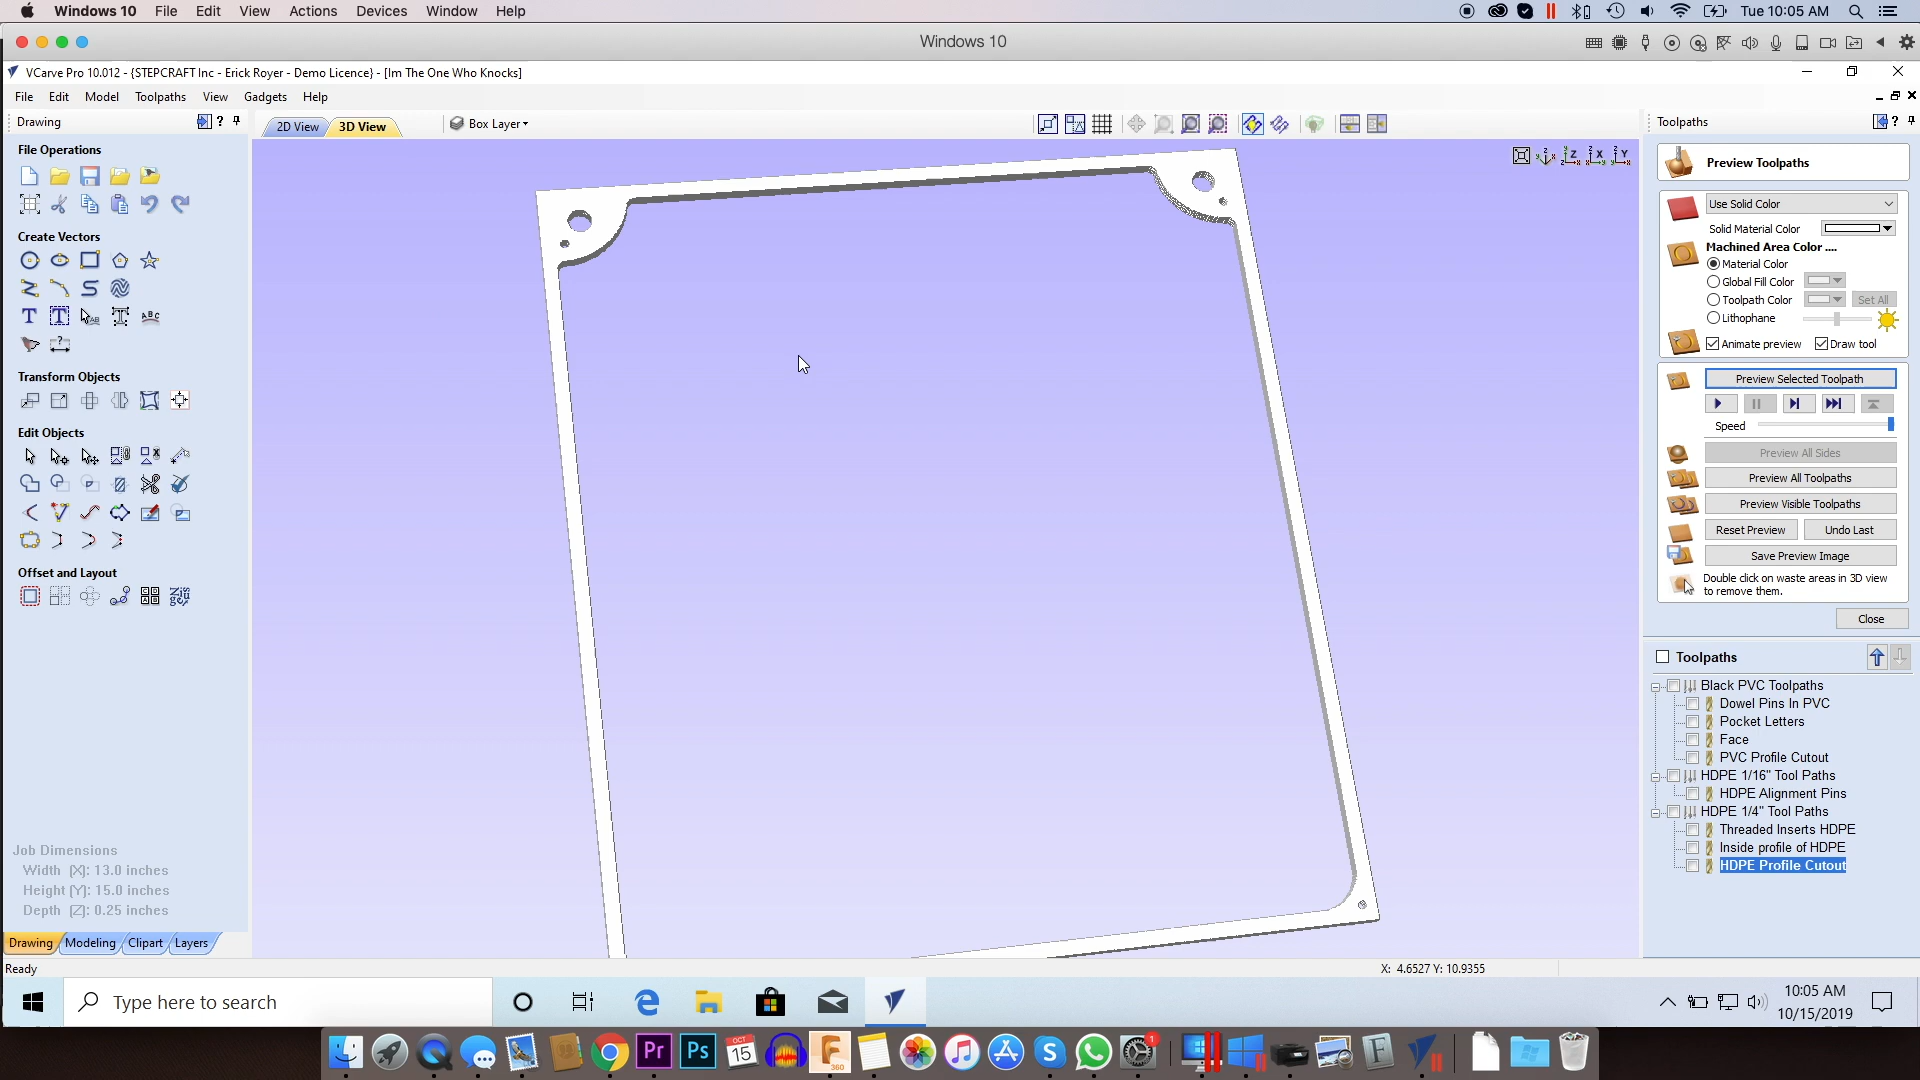 Windows 10 File Edit View Actions Devices Window Help Tue 10:05 AM
Windows 10
VCarve Pro 10.012 - {STEPCRAFT Inc - Erick Royer - Demo Licence} - [Im The One Who Knocks]
File Edit Model Toolpaths View Gadgets Help
Drawing
2D View 3D View Box Layer
Toolpaths
File Operations
Create Vectors
Transform Objects
Edit Objects
Offset and Layout
Job Dimensions
Width (X): 13.0 inches
Height (Y): 15.0 inches
Depth (Z): 0.25 inches
Drawing Modeling Clipart Layers
Ready
X: 4.6527 Y: 10.9355
Preview Toolpaths
Use Solid Color
Solid Material Color
Machined Area Color ....
Material Color
Global Fill Color
Toolpath Color Set All
Lithophane
Animate preview Draw tool
Preview Selected Toolpath
Speed
Preview All Sides
Preview All Toolpaths
Preview Visible Toolpaths
Reset Preview Undo Last
Save Preview Image
Double click on waste areas in 3D view
to remove them.
Close
Toolpaths
Black PVC Toolpaths
Dowel Pins In PVC
Pocket Letters
Face
PVC Profile Cutout
HDPE 1/16" Tool Paths
HDPE Alignment Pins
HDPE 1/4" Tool Paths
Threaded Inserts HDPE
Inside profile of HDPE
HDPE Profile Cutout
Type here to search
10:05 AM
10/15/2019
Pr Ps OCT 15 F 360 1